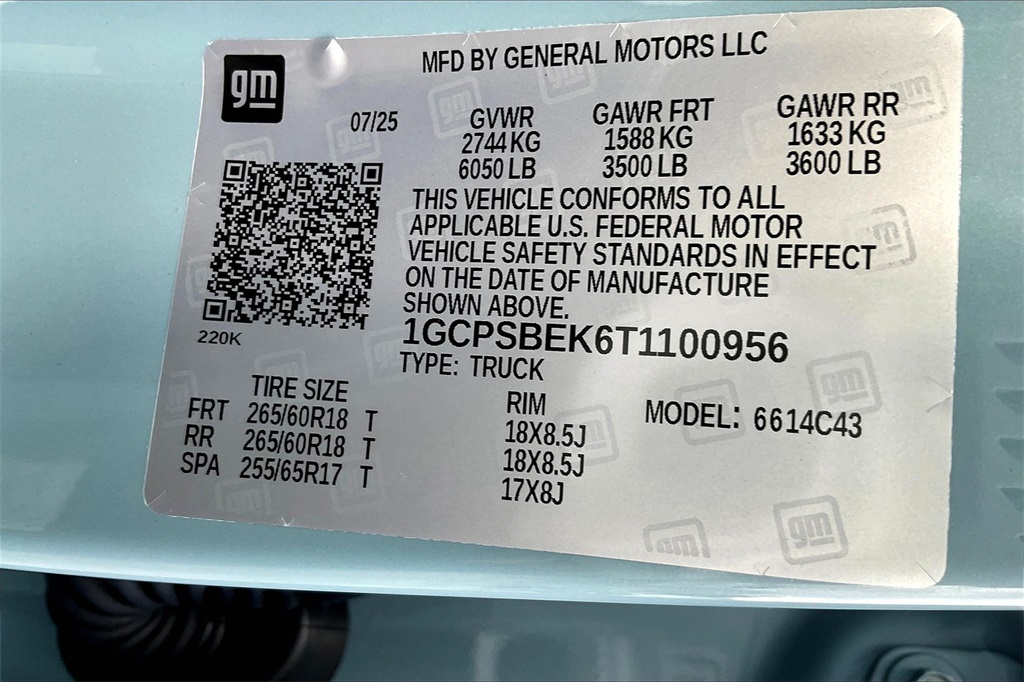 gm
MFD BY GENERAL MOTORS LLC
07/25
GVWR GAWR FRT GAWR RR
2744 KG 1588 KG 1633 KG
6050 LB 3500 LB 3600 LB
THIS VEHICLE CONFORMS TO ALL
APPLICABLE U.S. FEDERAL MOTOR
VEHICLE SAFETY STANDARDS IN EFFECT
ON THE DATE OF MANUFACTURE
SHOWN ABOVE.
220K
1GCPSBEK6T1100956
TYPE: TRUCK
TIRE SIZE RIM MODEL: 6614C43
FRT 265/60R18 T 18X8.5J
RR 265/60R18 T 18X8.5J
SPA 255/65R17 T 17X8J
gm
gm
gm